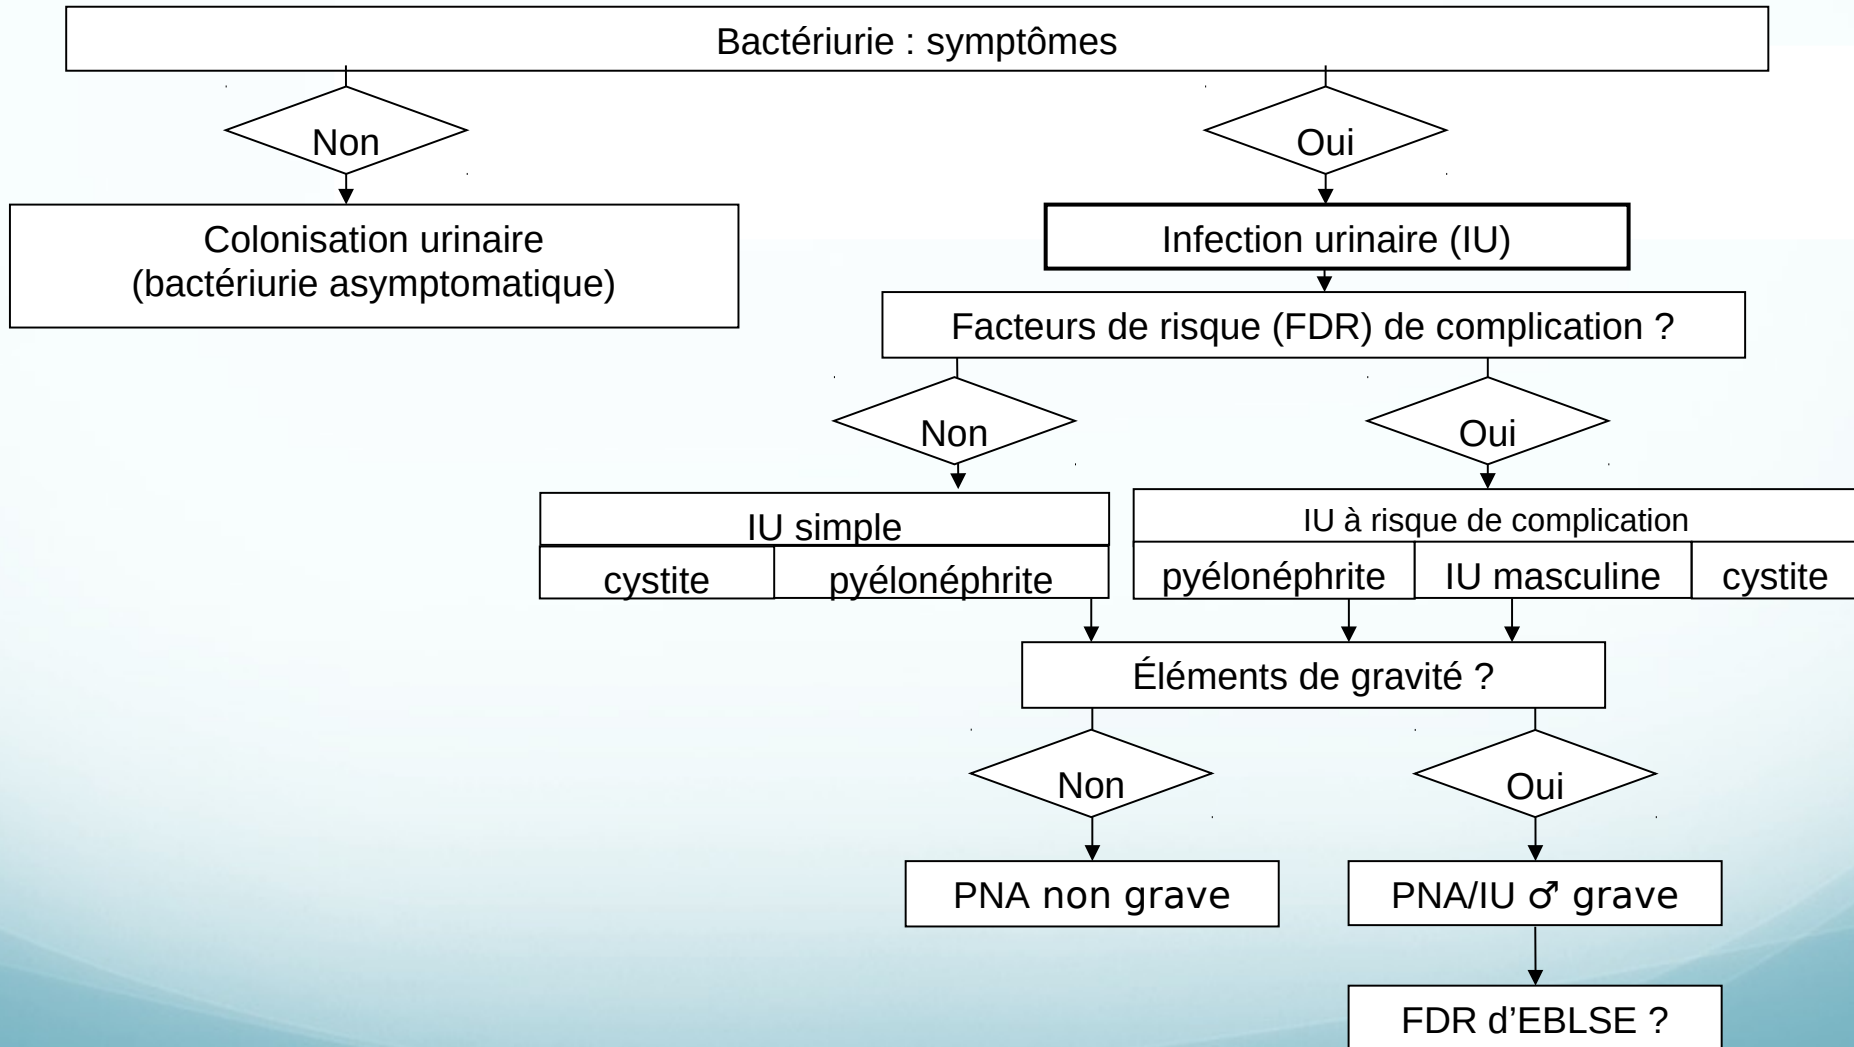 Bactériurie : symptômes
Non
Oui
Colonisation urinaire
(bactériurie asymptomatique)
Infection urinaire (IU)
Facteurs de risque (FDR) de complication ?
Non
Oui
IU simple
IU à risque de complication
cystite
pyélonéphrite
pyélonéphrite
IU masculine
cystite
Éléments de gravité ?
Non
Oui
PNA non grave
PNA/IU ♂ grave
FDR d’EBLSE ?